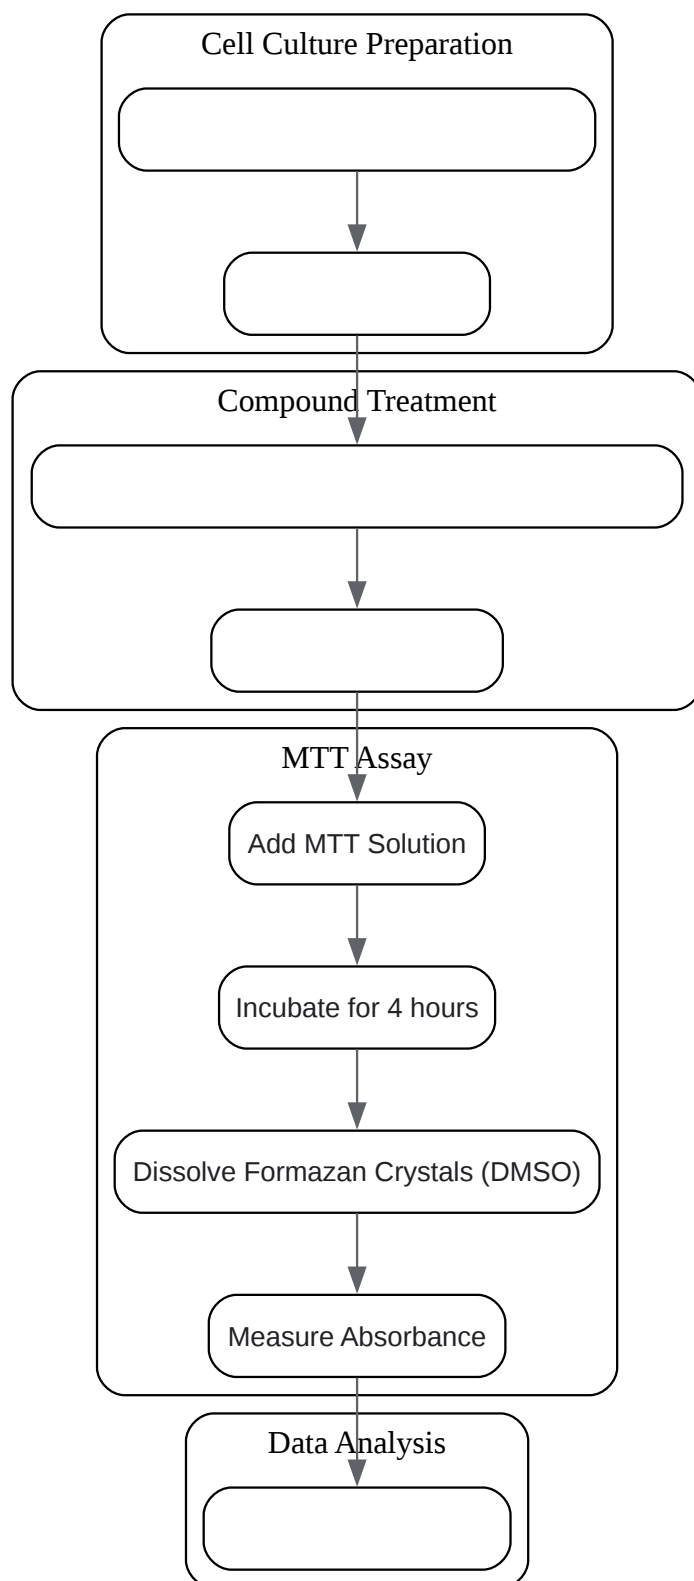 Cell Culture Preparation
Compound Treatment
MTT Assay
Add MTT Solution
Incubate for 4 hours
Dissolve Formazan Crystals (DMSO)
Measure Absorbance
Data Analysis